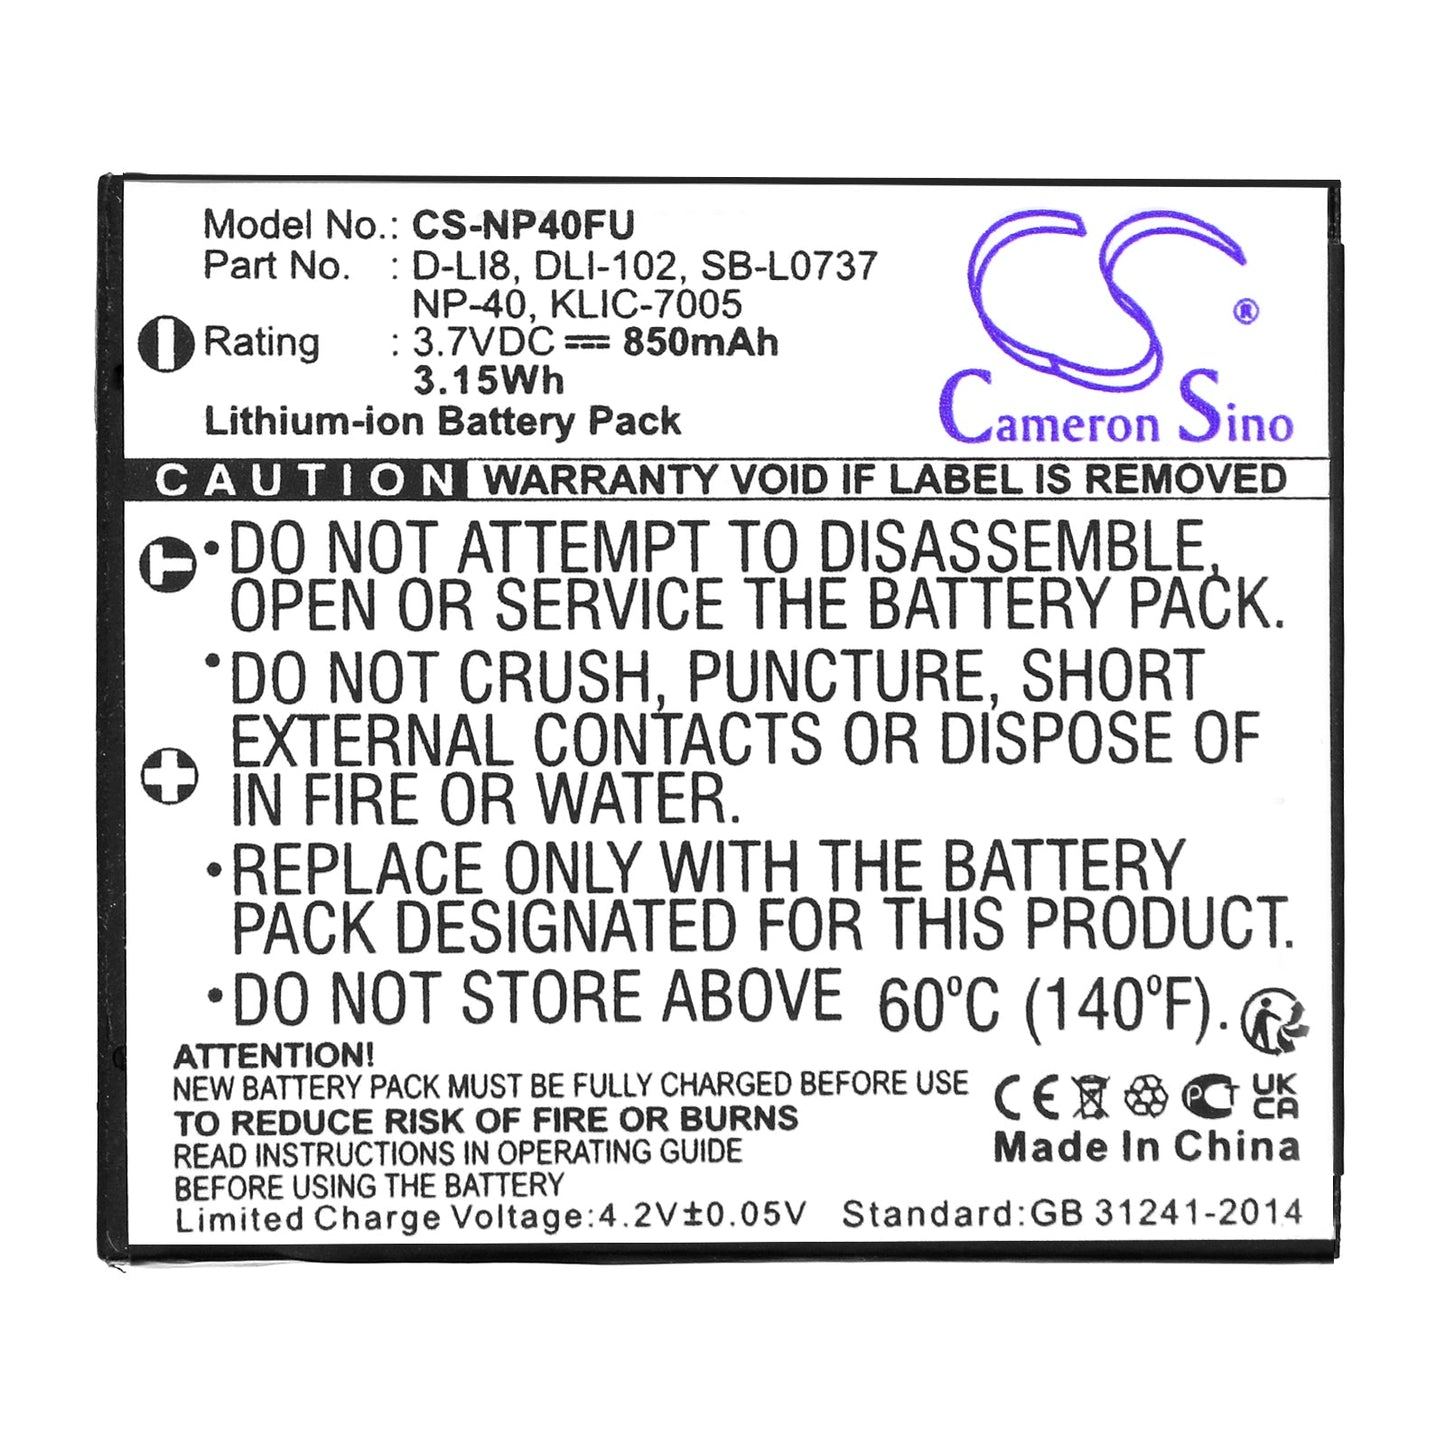 Model No.: CS-NP40FU
Part No. : D-LI8, DLI-102, SB-L0737
NP-40, KLIC-7005
Rating : 3.7VDC ⎓ 850mAh
3.15Wh
Lithium-ion Battery Pack
CS ®
Cameron Sino
CAUTION WARRANTY VOID IF LABEL IS REMOVED
T
•DO NOT ATTEMPT TO DISASSEMBLE,
OPEN OR SERVICE THE BATTERY PACK.
•DO NOT CRUSH, PUNCTURE, SHORT
EXTERNAL CONTACTS OR DISPOSE OF
IN FIRE OR WATER.
•REPLACE ONLY WITH THE BATTERY
PACK DESIGNATED FOR THIS PRODUCT.
•DO NOT STORE ABOVE 60°C (140°F).
ATTENTION!
NEW BATTERY PACK MUST BE FULLY CHARGED BEFORE USE
TO REDUCE RISK OF FIRE OR BURNS
READ INSTRUCTIONS IN OPERATING GUIDE
BEFORE USING THE BATTERY
CE PCT UK
CA
Made In China
Limited Charge Voltage:4.2V±0.05V Standard:GB 31241-2014